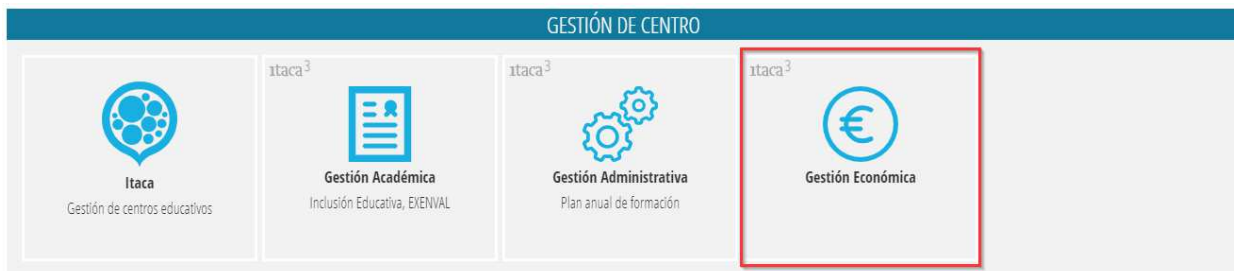 GESTIÓN DE CENTRO
Itaca
Gestión de centros educativos
ıtaca3
Gestión Académica
Inclusión Educativa, EXENVAL
ıtaca3
Gestión Administrativa
Plan anual de formación
ıtaca3
€
Gestión Económica